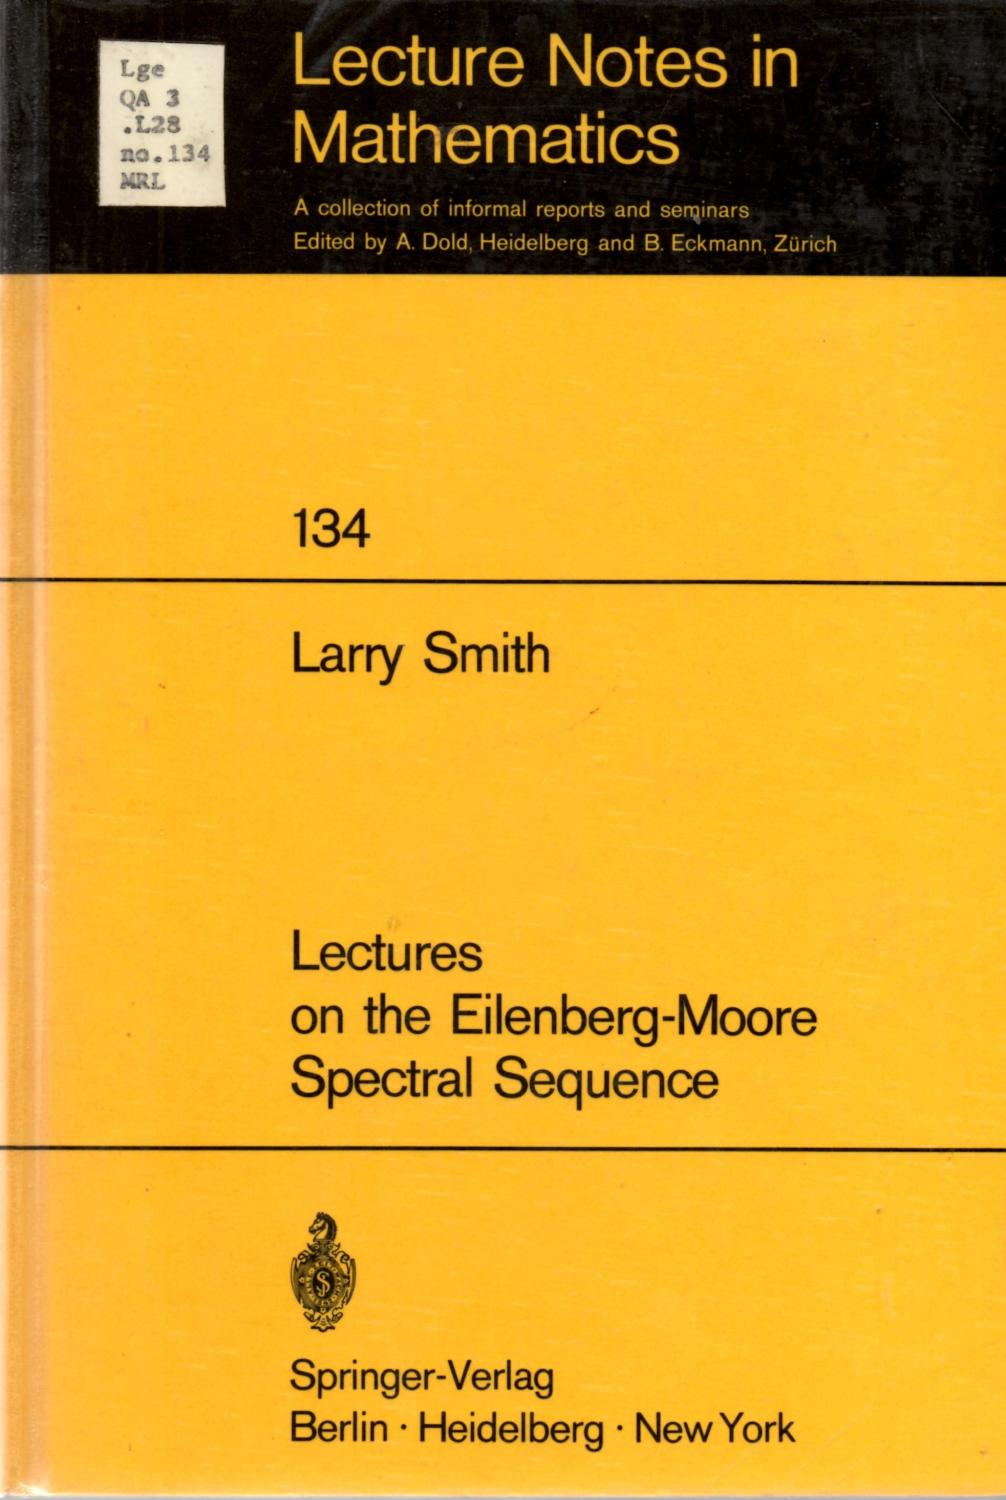 Lge
QA 3
.L28
no.134
MRL
Lecture Notes in
Mathematics
A collection of informal reports and seminars
Edited by A. Dold, Heidelberg and B. Eckmann, Zürich
134
Larry Smith
Lectures
on the Eilenberg-Moore
Spectral Sequence
Springer-Verlag
Berlin · Heidelberg · New York